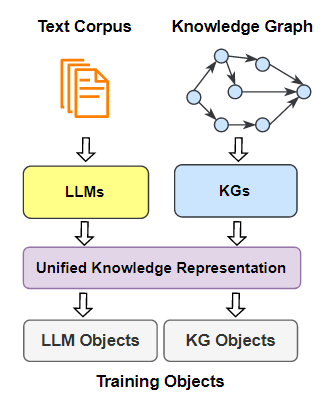 Text Corpus
Knowledge Graph
LLMs
KGs
Unified Knowledge Representation
LLM Objects
KG Objects
Training Objects